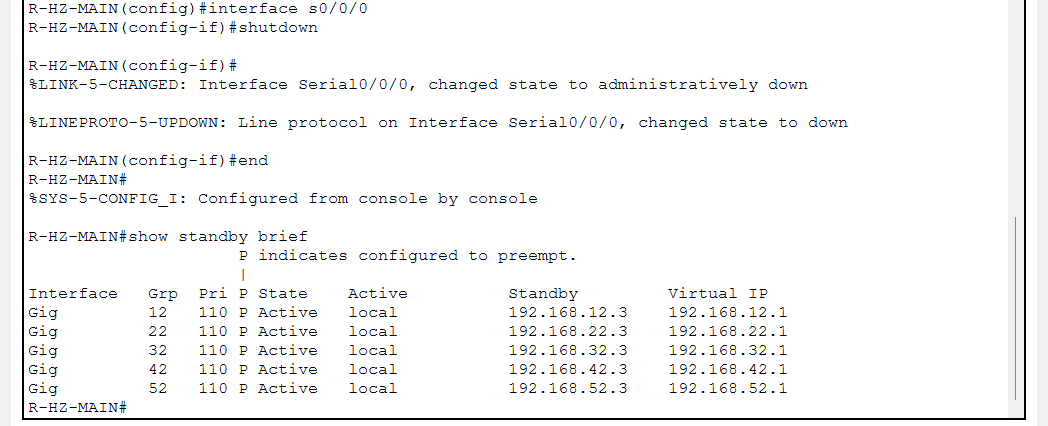 R-HZ-MAIN(config)#interface s0/0/0
R-HZ-MAIN(config-if)#shutdown
R-HZ-MAIN(config-if)#
%LINK-5-CHANGED: Interface Serial0/0/0, changed state to administratively down
%LINEPROTO-5-UPDOWN: Line protocol on Interface Serial0/0/0, changed state to down
R-HZ-MAIN(config-if)#end
R-HZ-MAIN#
%SYS-5-CONFIG_I: Configured from console by console
R-HZ-MAIN#show standby brief
                     P indicates configured to preempt.
                     |
Interface   Grp  Pri P State    Active          Standby         Virtual IP
Gig         12   110 P Active   local           192.168.12.3    192.168.12.1
Gig         22   110 P Active   local           192.168.22.3    192.168.22.1
Gig         32   110 P Active   local           192.168.32.3    192.168.32.1
Gig         42   110 P Active   local           192.168.42.3    192.168.42.1
Gig         52   110 P Active   local           192.168.52.3    192.168.52.1
R-HZ-MAIN#